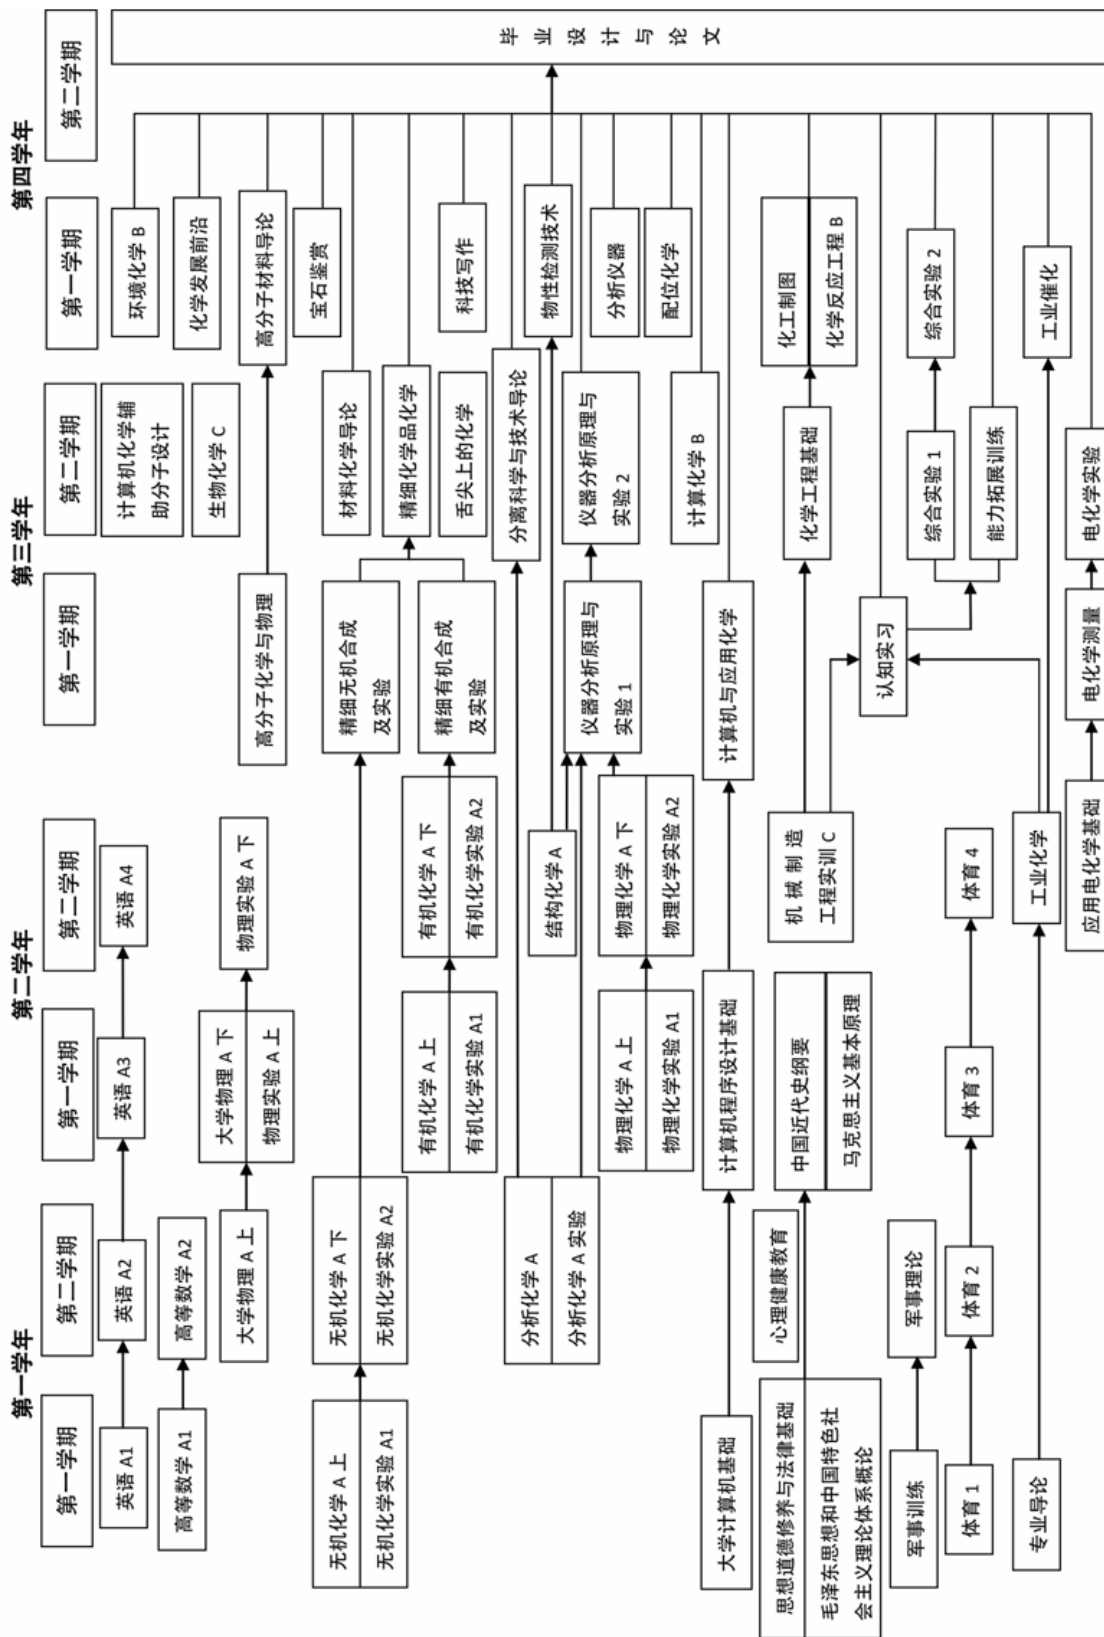 第一学年
第二学年
第三学年
第四学年
第一学期
第二学期
第一学期
第二学期
第一学期
第二学期
第一学期
第二学期
英语 A1
英语 A2
英语 A3
英语 A4
计算机化学辅
助分子设计
环境化学 B
高等数学 A1
高等数学 A2
生物化学 C
化学发展前沿
大学物理 A 上
大学物理 A 下
物理实验 A 上
物理实验 A 下
高分子化学与物理
高分子材料导论
宝石鉴赏
无机化学 A 上
无机化学实验 A1
无机化学 A 下
无机化学实验 A2
精细无机合成
及实验
材料化学导论
精细化学品化学
有机化学 A 上
有机化学实验 A1
有机化学 A 下
有机化学实验 A2
精细有机合成
及实验
舌尖上的化学
科技写作
分析化学 A
分析化学 A 实验
结构化学 A
分离科学与技术导论
物性检测技术
物理化学 A 上
物理化学实验 A1
物理化学 A 下
物理化学实验 A2
仪器分析原理与
实验 1
仪器分析原理与
实验 2
分析仪器
配位化学
计算化学 B
大学计算机基础
计算机程序设计基础
计算机与应用化学
思想道德修养与法律基础
毛泽东思想和中国特色社
会主义理论体系概论
心理健康教育
中国近代史纲要
马克思主义基本原理
机 械 制 造
工程实训 C
化学工程基础
化工制图
化学反应工程 B
认知实习
军事训练
军事理论
综合实验 1
综合实验 2
体育 1
体育 2
体育 3
体育 4
能力拓展训练
专业导论
工业化学
工业催化
应用电化学基础
电化学测量
电化学实验
毕 业 设 计 与 论 文